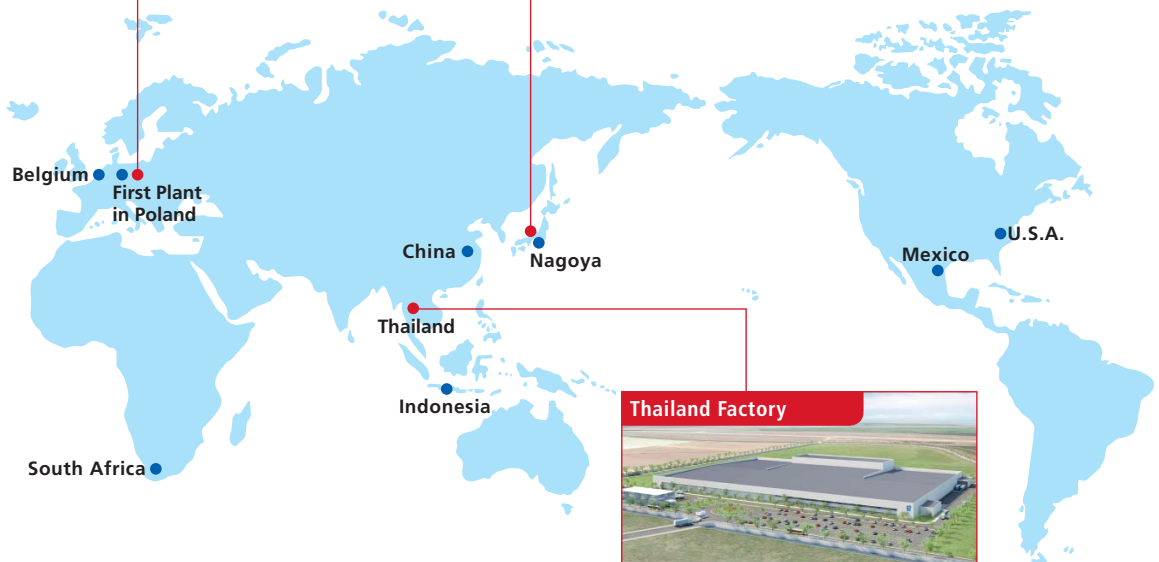 Belgium
First Plant
in Poland
China
Nagoya
U.S.A.
Mexico
Thailand
Indonesia
Thailand Factory
South Africa